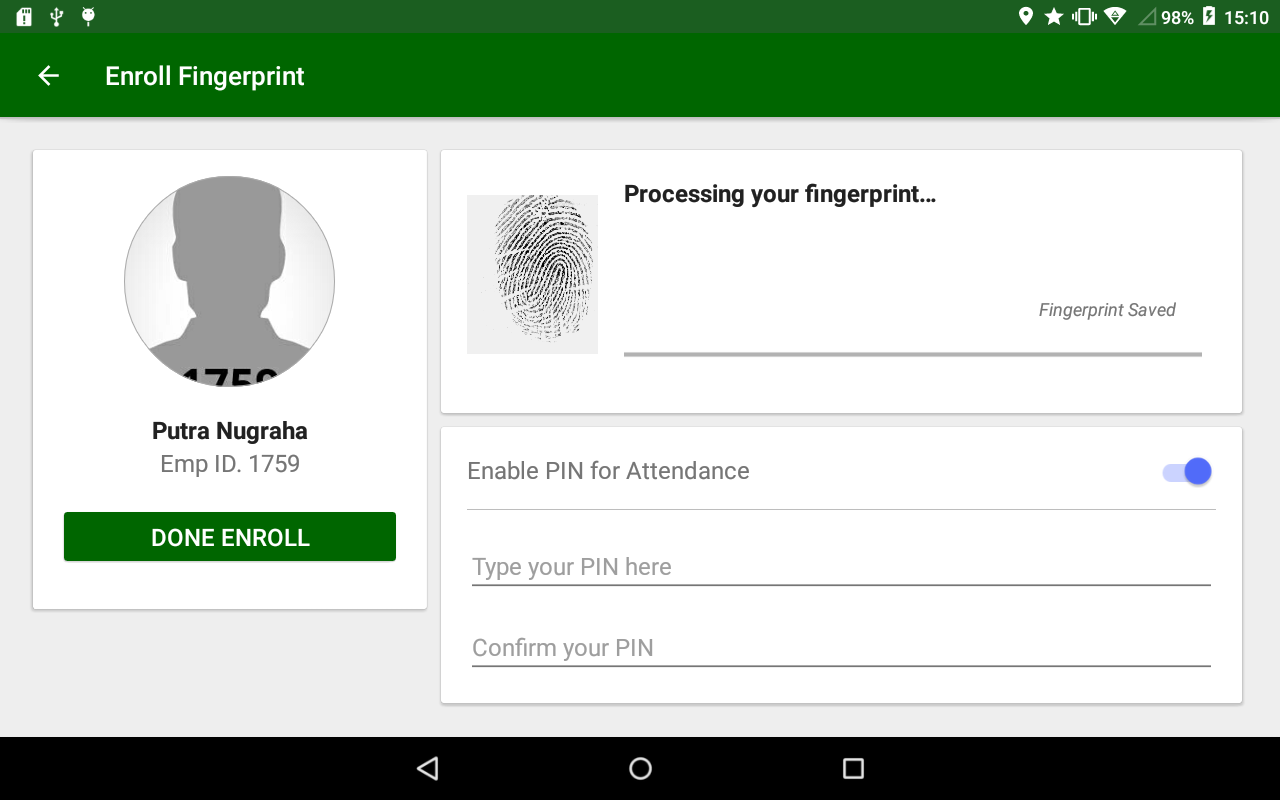 98% 15:10
Enroll Fingerprint
1759
Putra Nugraha
Emp ID. 1759
DONE ENROLL
Processing your fingerprint...
Fingerprint Saved
Enable PIN for Attendance
Type your PIN here
Confirm your PIN